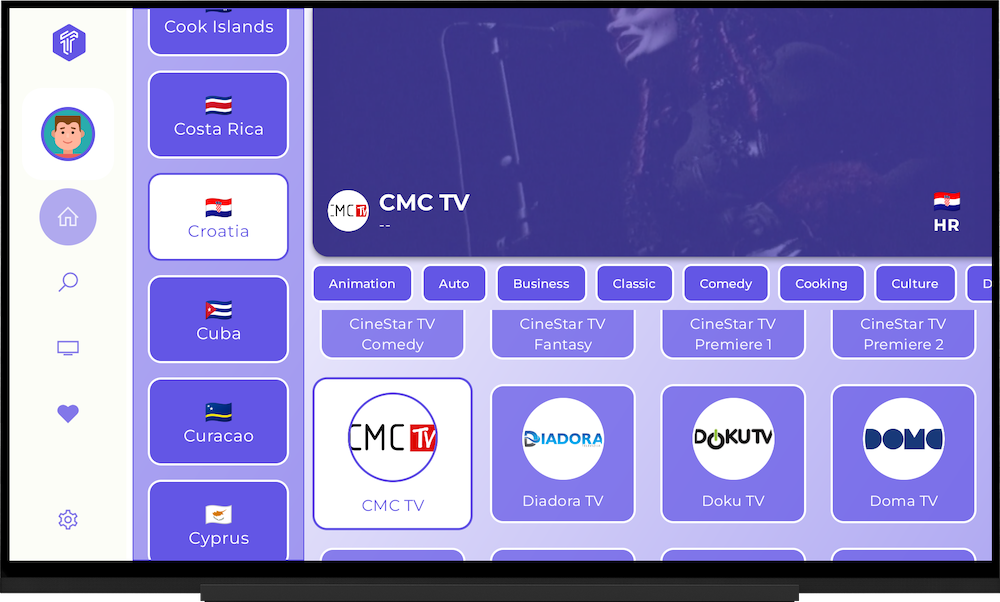 Cook Islands
Costa Rica
Croatia
Cuba
Curacao
Cyprus
CMC TV
CMC TV
--
HR
Animation
Auto
Business
Classic
Comedy
Cooking
Culture
D
CineStar TV
Comedy
CineStar TV
Fantasy
CineStar TV
Premiere 1
CineStar TV
Premiere 2
CMC TV
CMC TV
DIADORA
Diadora TV
DOKUTV
Doku TV
DOMA
Doma TV